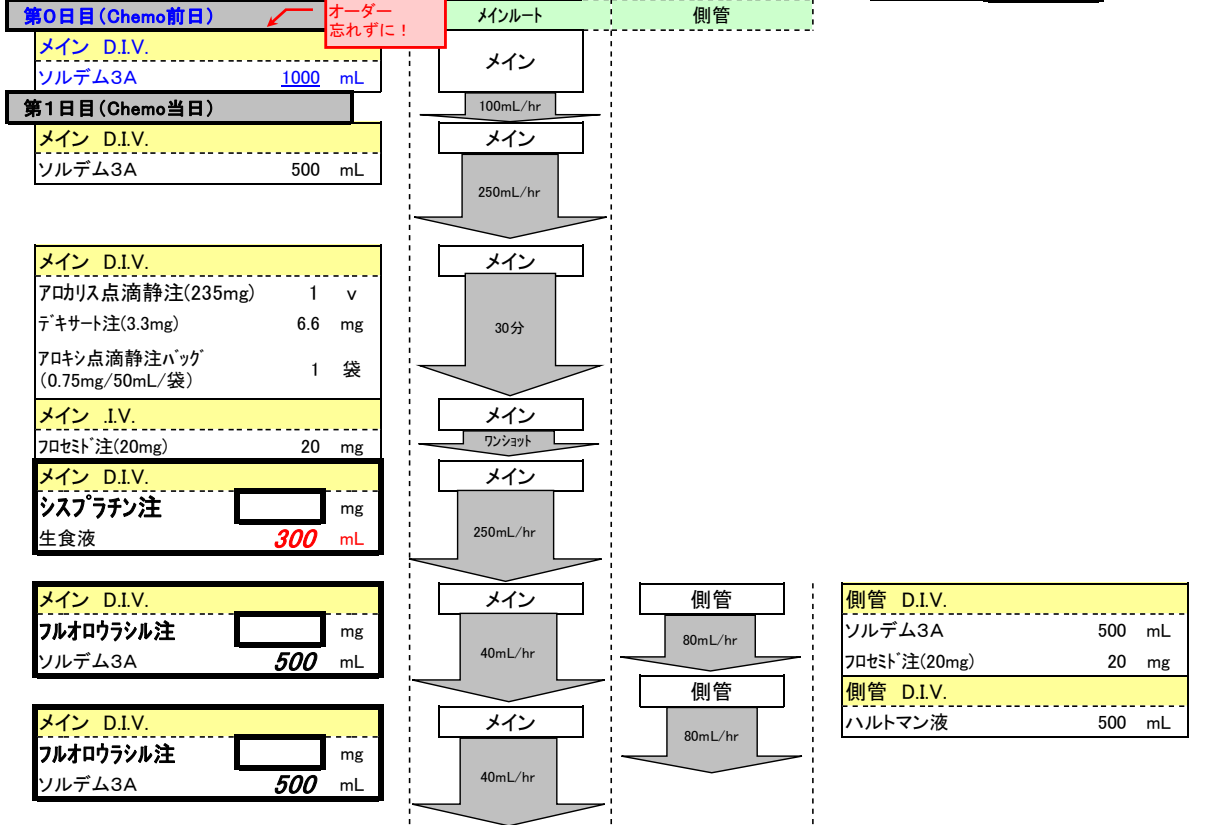 第0日目(Chemo前日)
オーダー
忘れずに！
メインルート
側管
メイン D.I.V.
ソルデム3A 1000 mL
メイン
100mL/hr
第1日目(Chemo当日)
メイン D.I.V.
ソルデム3A 500 mL
メイン
250mL/hr
メイン D.I.V.
アロカリス点滴静注(235mg) 1 v
デキサート注(3.3mg) 6.6 mg
アロキシ点滴静注バッグ
(0.75mg/50mL/袋) 1 袋
メイン
30分
メイン .I.V.
フロセミド注(20mg) 20 mg
メイン
ワンショット
メイン D.I.V.
シスプラチン注 mg
生食液 300 mL
メイン
250mL/hr
メイン D.I.V.
フルオロウラシル注 mg
ソルデム3A 500 mL
メイン
40mL/hr
側管
80mL/hr
側管 D.I.V.
ソルデム3A 500 mL
フロセミド注(20mg) 20 mg
側管
80mL/hr
側管 D.I.V.
ハルトマン液 500 mL
メイン D.I.V.
フルオロウラシル注 mg
ソルデム3A 500 mL
メイン
40mL/hr